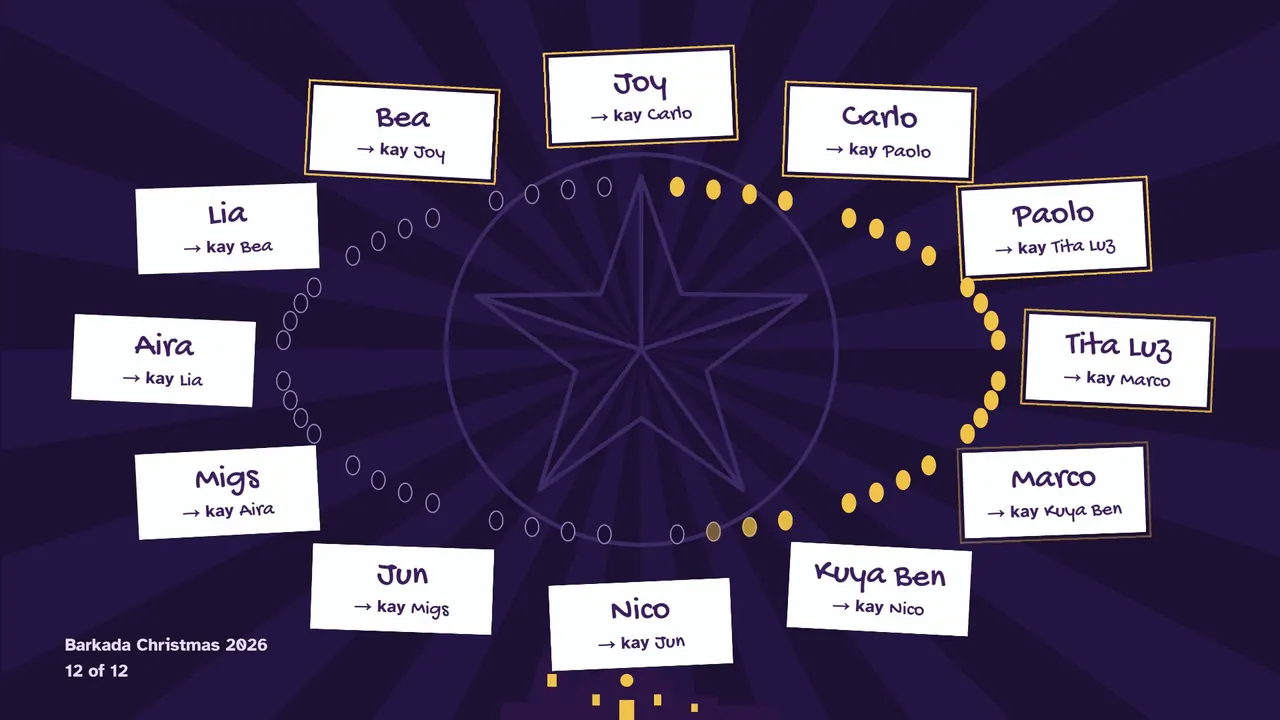 Joy
→ kay Carlo
Bea
→ kay Joy
Carlo
→ kay Paolo
Lia
→ kay Bea
Paolo
→ kay Tita Luz
Aira
→ kay Lia
Tita Luz
→ kay Marco
Migs
→ kay Aira
Marco
→ kay Kuya Ben
Jun
→ kay Migs
Kuya Ben
→ kay Nico
Nico
→ kay Jun
Barkada Christmas 2026
12 of 12